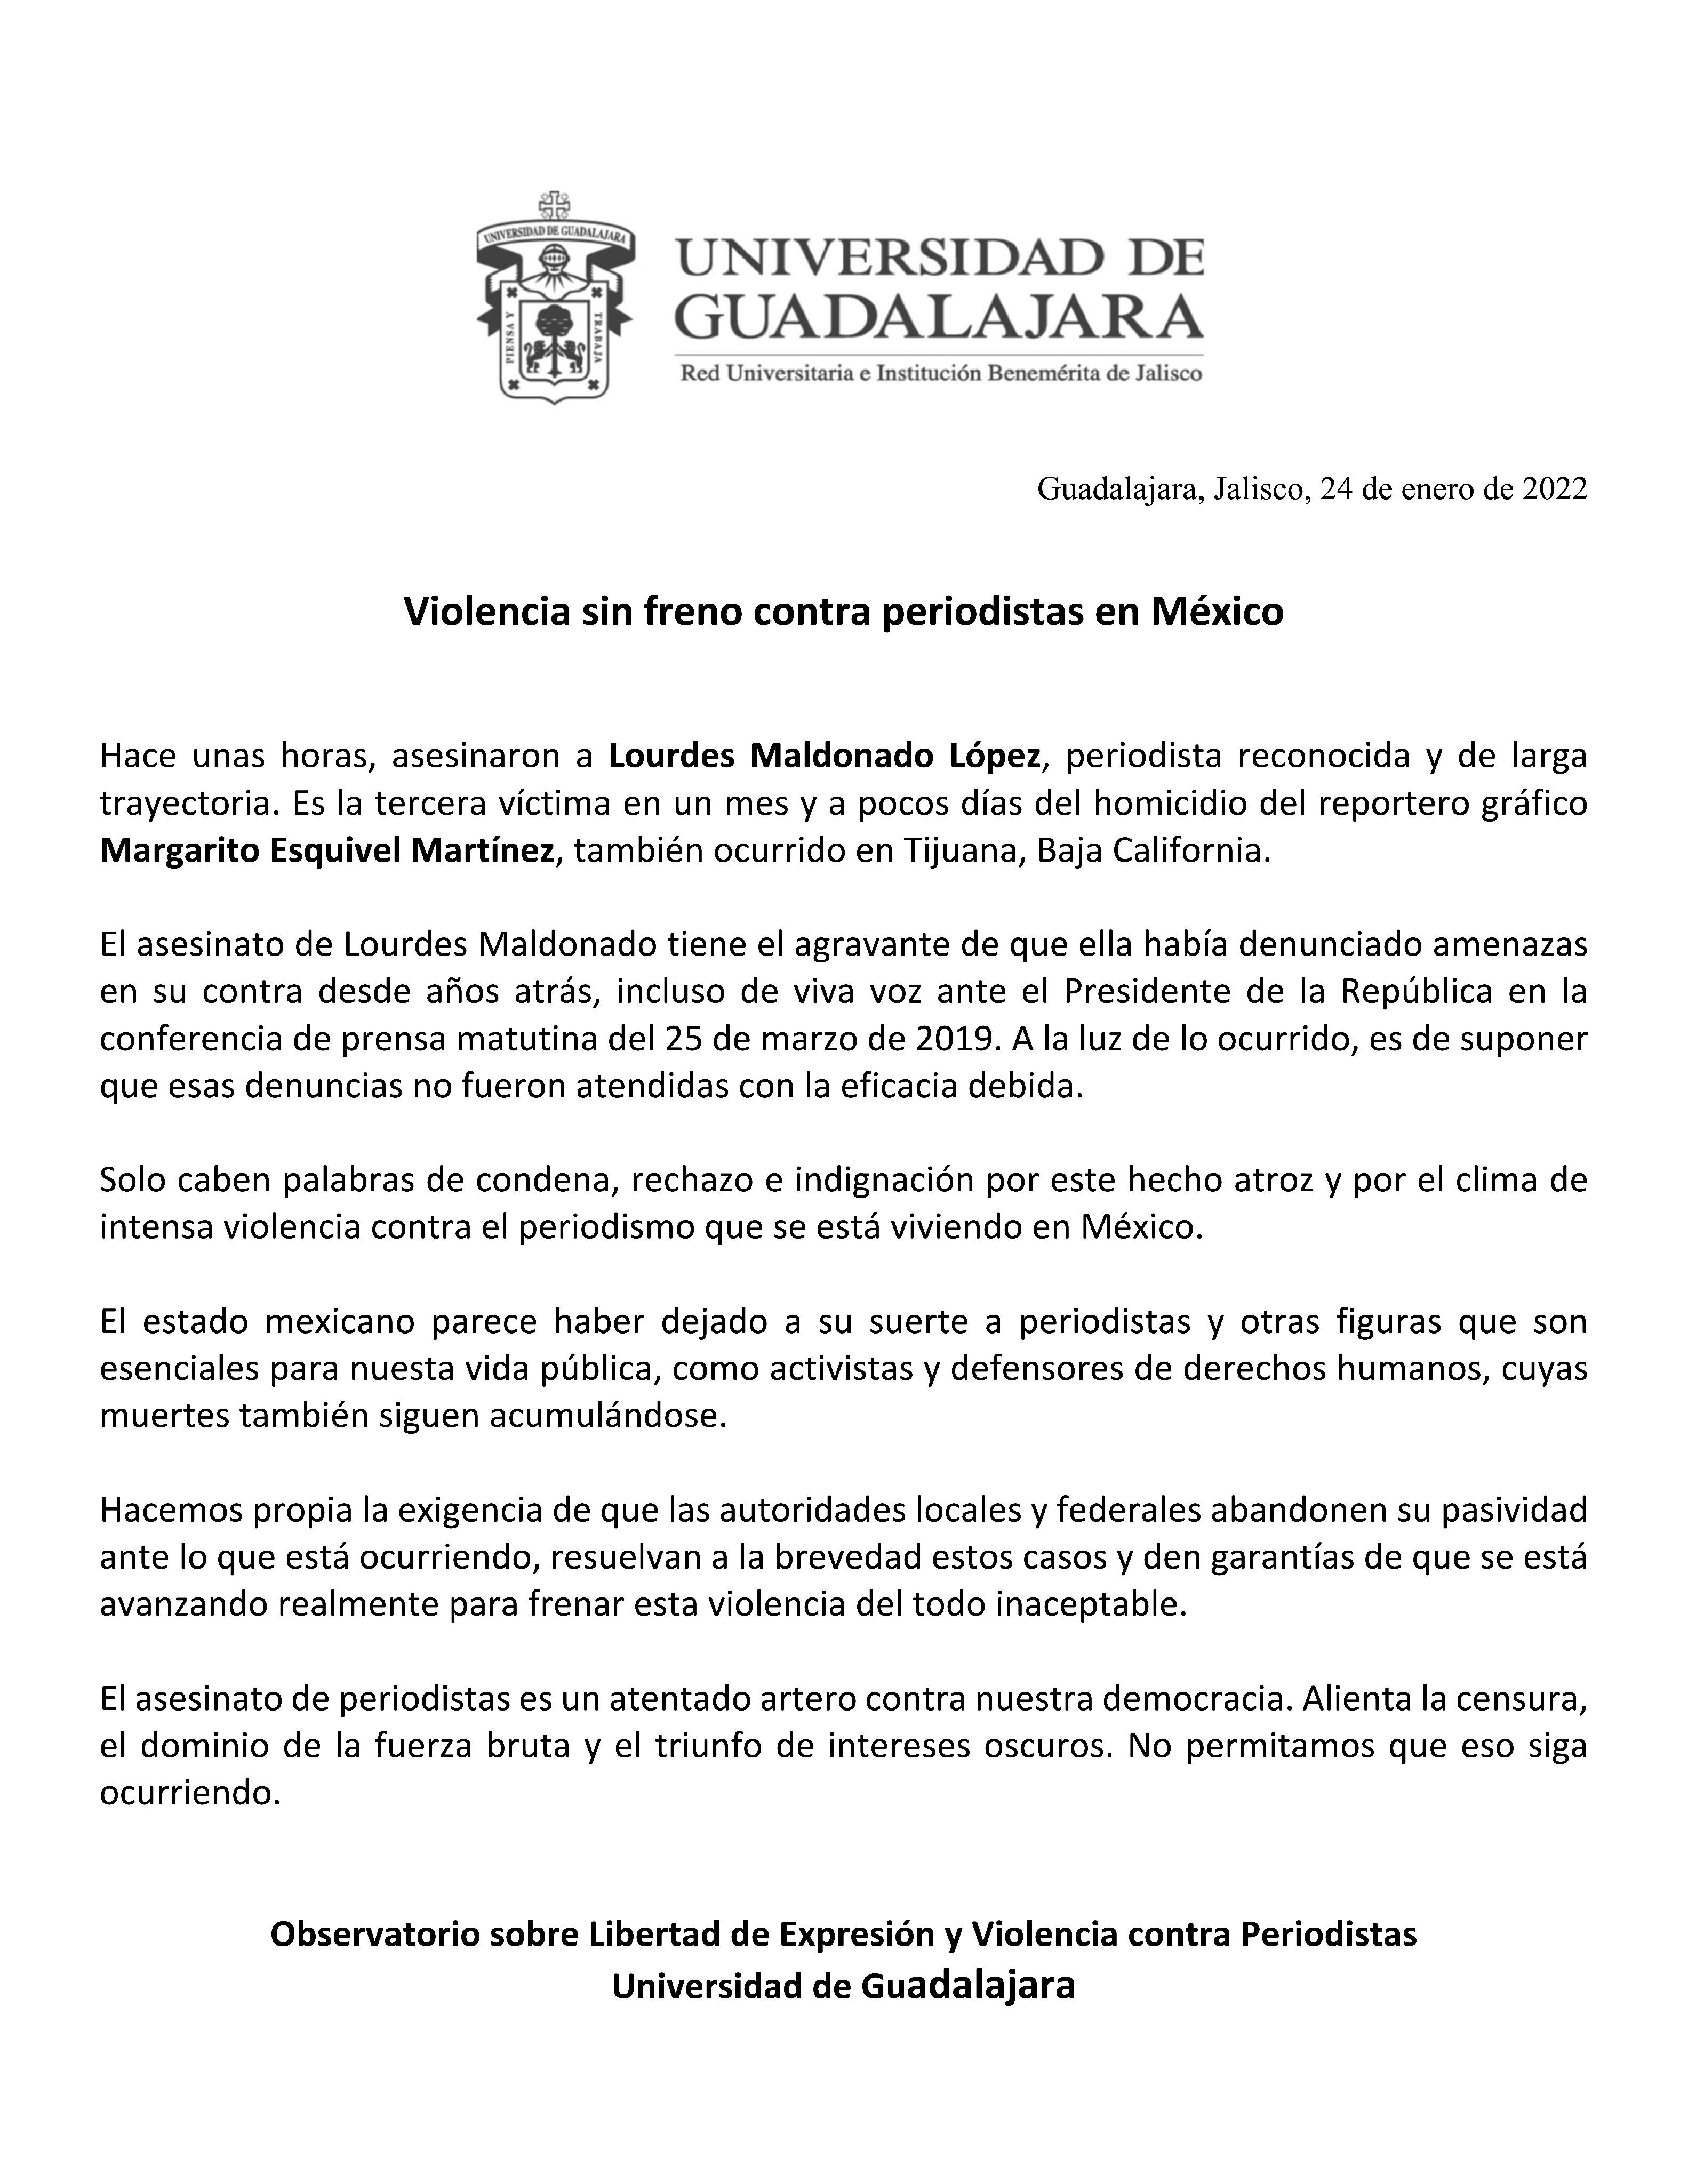 UNIVERSIDAD DE GUADALAJARA
PIENSA Y
TRABAJA
UNIVERSIDAD DE
GUADALAJARA
Red Universitaria e Institución Benemérita de Jalisco
Guadalajara, Jalisco, 24 de enero de 2022
Violencia sin freno contra periodistas en México
Hace unas horas, asesinaron a Lourdes Maldonado López, periodista reconocida y de larga
trayectoria. Es la tercera víctima en un mes y a pocos días del homicidio del reportero gráfico
Margarito Esquivel Martínez, también ocurrido en Tijuana, Baja California.
El asesinato de Lourdes Maldonado tiene el agravante de que ella había denunciado amenazas
en su contra desde años atrás, incluso de viva voz ante el Presidente de la República en la
conferencia de prensa matutina del 25 de marzo de 2019. A la luz de lo ocurrido, es de suponer
que esas denuncias no fueron atendidas con la eficacia debida.
Solo caben palabras de condena, rechazo e indignación por este hecho atroz y por el clima de
intensa violencia contra el periodismo que se está viviendo en México.
El estado mexicano parece haber dejado a su suerte a periodistas y otras figuras que son
esenciales para nuesta vida pública, como activistas y defensores de derechos humanos, cuyas
muertes también siguen acumulándose.
Hacemos propia la exigencia de que las autoridades locales y federales abandonen su pasividad
ante lo que está ocurriendo, resuelvan a la brevedad estos casos y den garantías de que se está
avanzando realmente para frenar esta violencia del todo inaceptable.
El asesinato de periodistas es un atentado artero contra nuestra democracia. Alienta la censura,
el dominio de la fuerza bruta y el triunfo de intereses oscuros. No permitamos que eso siga
ocurriendo.
Observatorio sobre Libertad de Expresión y Violencia contra Periodistas
Universidad de Guadalajara